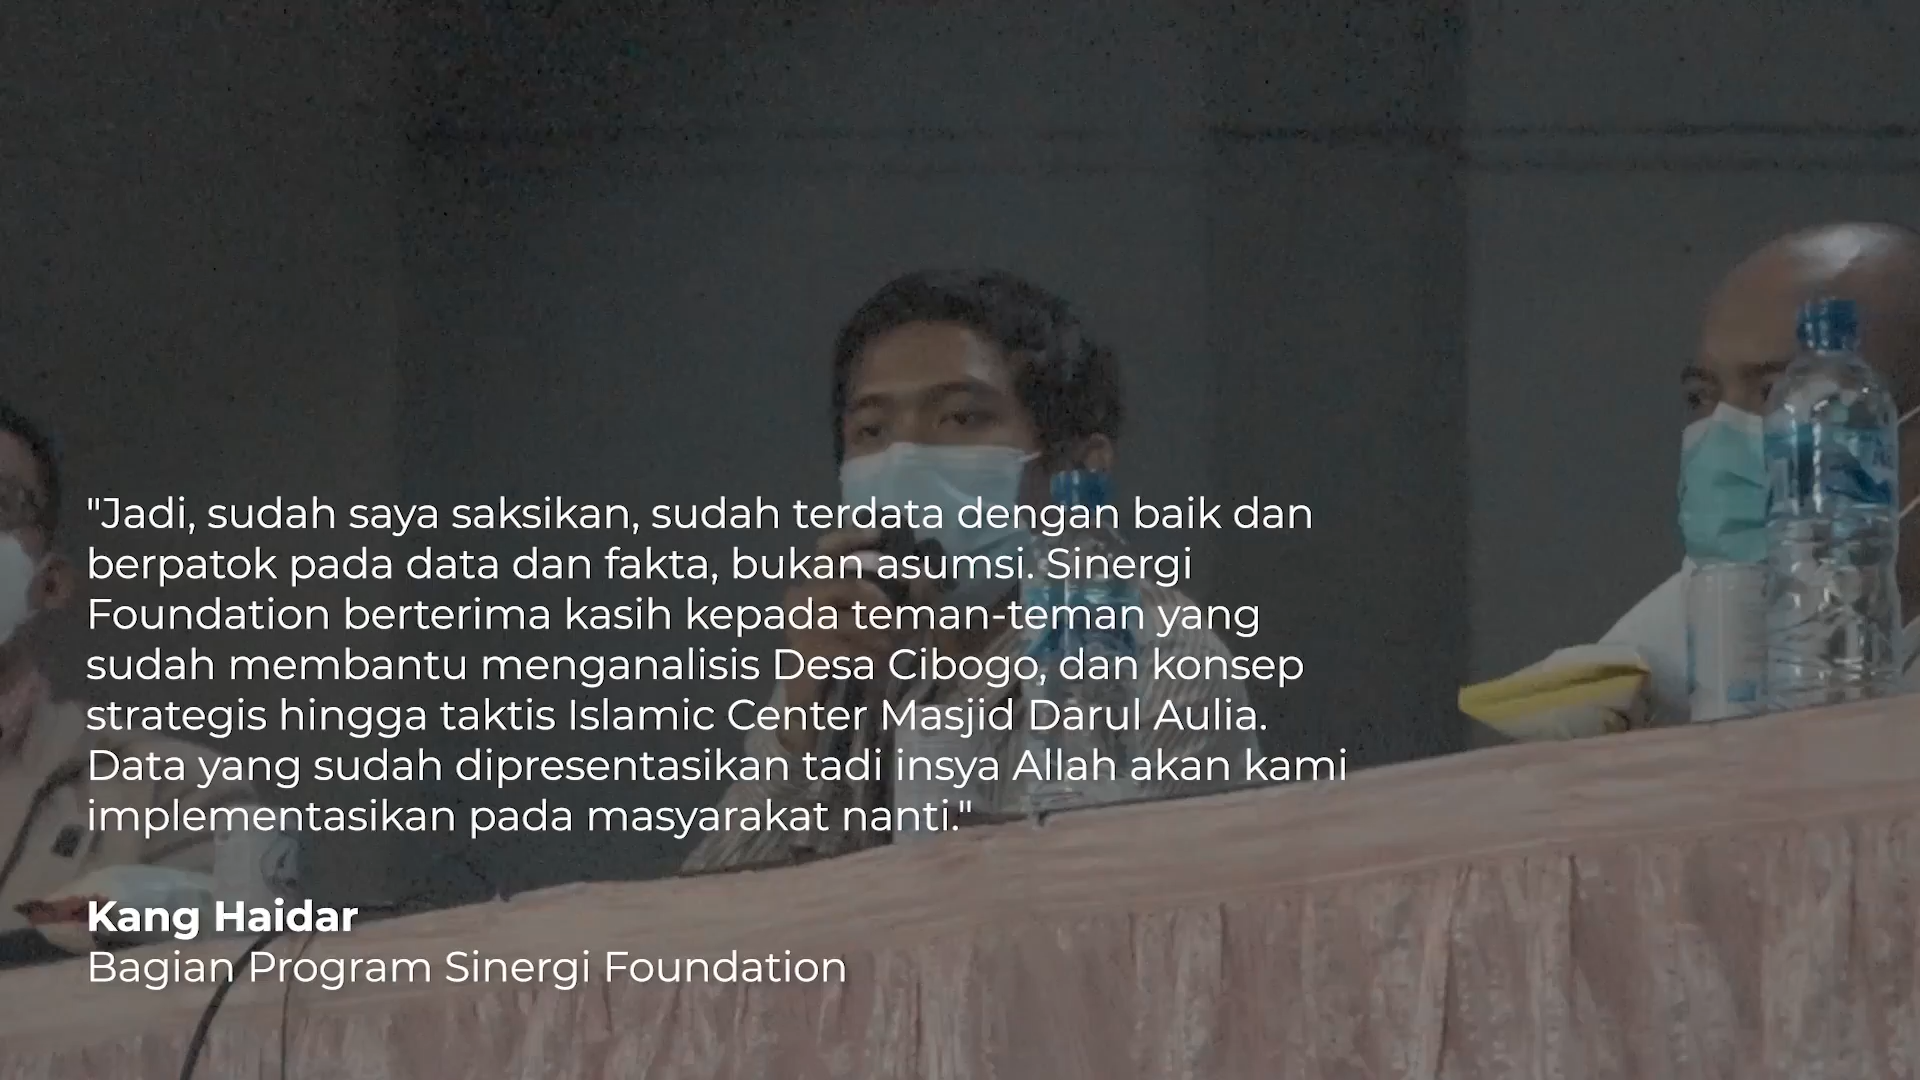 "Jadi, sudah saya saksikan, sudah terdata dengan baik dan
berpatok pada data dan fakta, bukan asumsi. Sinergi
Foundation berterima kasih kepada teman-teman yang
sudah membantu menganalisis Desa Cibogo, dan konsep
strategis hingga taktis Islamic Center Masjid Darul Aulia.
Data yang sudah dipresentasikan tadi insya Allah akan kami
implementasikan pada masyarakat nanti."
Kang Haidar
Bagian Program Sinergi Foundation